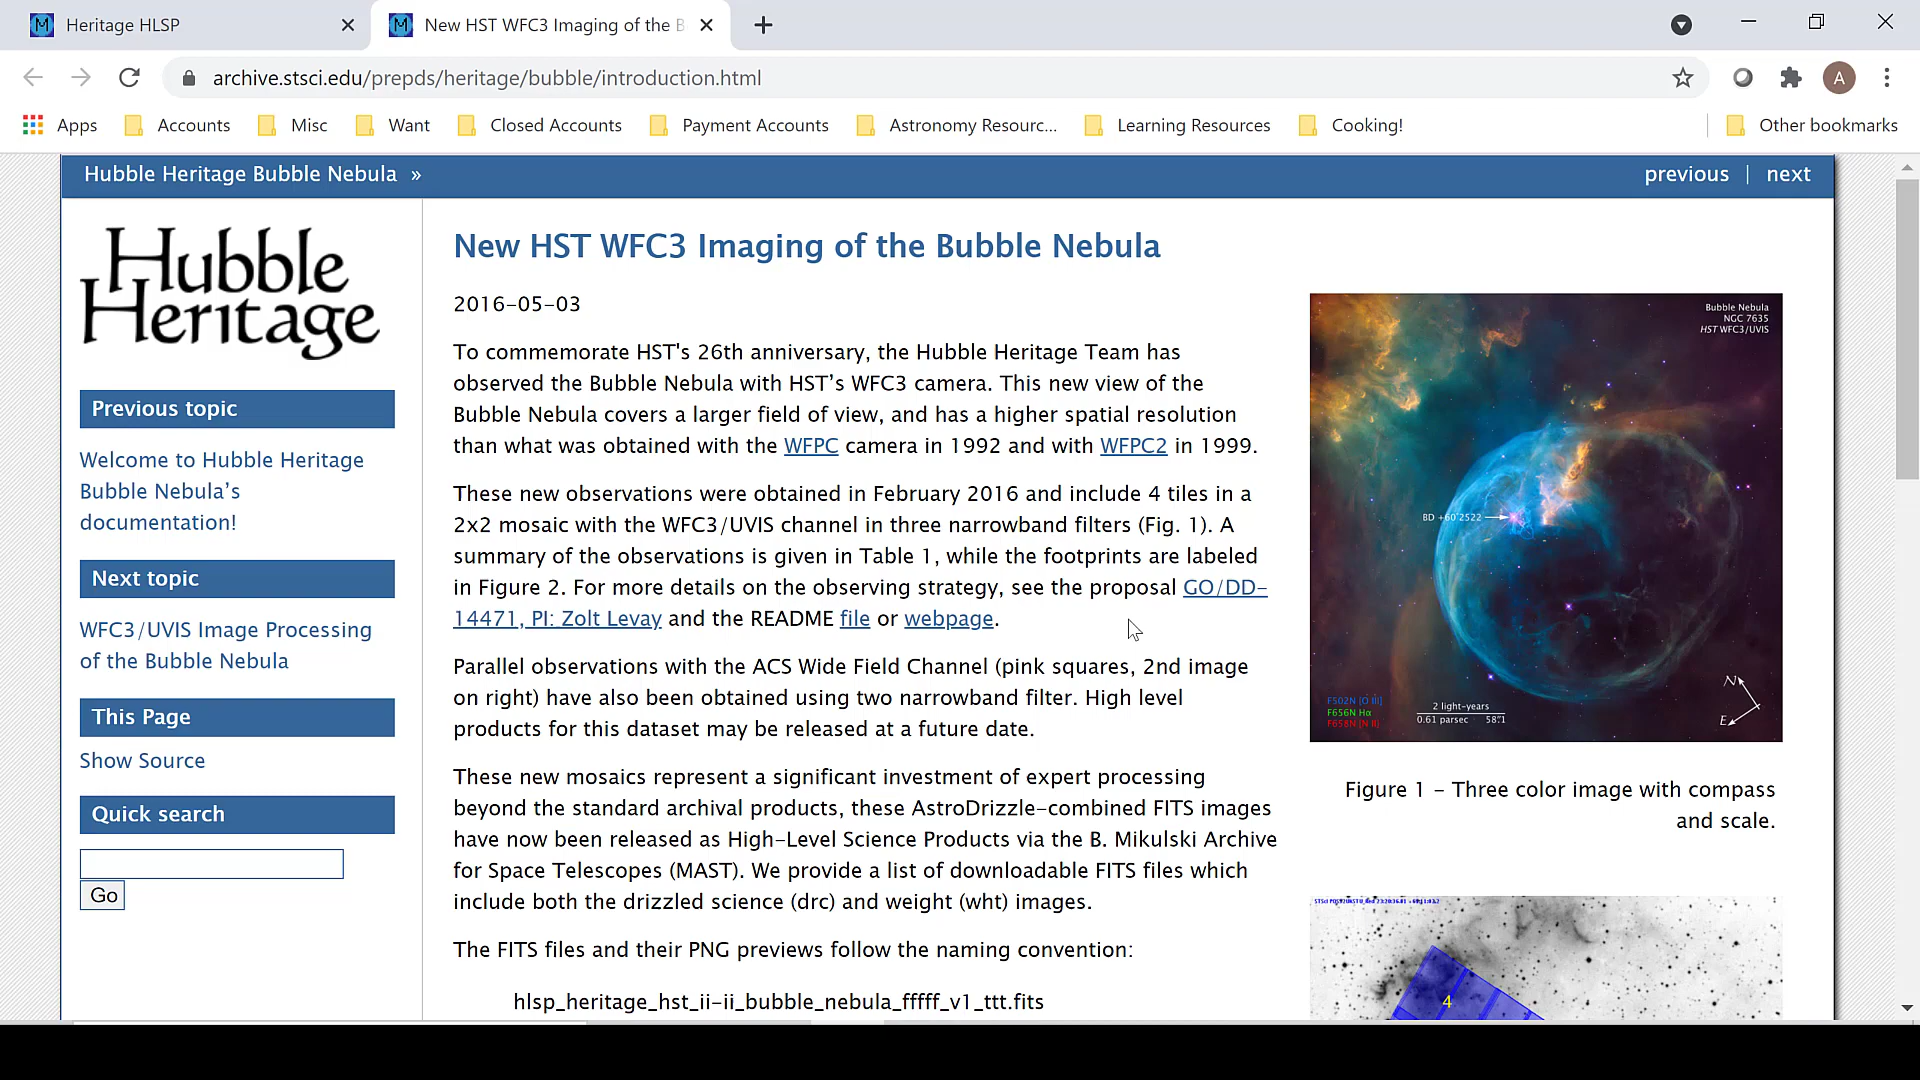 Heritage HLSP
New HST WFC3 Imaging of the B
archive.stsci.edu/prepds/heritage/bubble/introduction.html
A
Apps
Accounts
Misc
Want
Closed Accounts
Payment Accounts
Astronomy Resourc...
Learning Resources
Cooking!
Other bookmarks
Hubble Heritage Bubble Nebula »
previous | next
Hubble
Heritage
Previous topic
Welcome to Hubble Heritage
Bubble Nebula’s
documentation!
Next topic
WFC3/UVIS Image Processing
of the Bubble Nebula
This Page
Show Source
Quick search
Go
New HST WFC3 Imaging of the Bubble Nebula
2016-05-03
To commemorate HST's 26th anniversary, the Hubble Heritage Team has
observed the Bubble Nebula with HST’s WFC3 camera. This new view of the
Bubble Nebula covers a larger field of view, and has a higher spatial resolution
than what was obtained with the WFPC camera in 1992 and with WFPC2 in 1999.
These new observations were obtained in February 2016 and include 4 tiles in a
2x2 mosaic with the WFC3/UVIS channel in three narrowband filters (Fig. 1). A
summary of the observations is given in Table 1, while the footprints are labeled
in Figure 2. For more details on the observing strategy, see the proposal GO/DD-
14471, PI: Zolt Levay and the README file or webpage.
Parallel observations with the ACS Wide Field Channel (pink squares, 2nd image
on right) have also been obtained using two narrowband filter. High level
products for this dataset may be released at a future date.
These new mosaics represent a significant investment of expert processing
beyond the standard archival products, these AstroDrizzle-combined FITS images
have now been released as High-Level Science Products via the B. Mikulski Archive
for Space Telescopes (MAST). We provide a list of downloadable FITS files which
include both the drizzled science (drc) and weight (wht) images.
The FITS files and their PNG previews follow the naming convention:
hlsp_heritage_hst_ii-ii_bubble_nebula_fffff_v1_ttt.fits
Bubble Nebula
NGC 7635
HST WFC3/UVIS
BD +60°2522
F502N [O III]
F656N Hα
F658N [N II]
2 light-years
0.61 parsec 58".1
N
E
Figure 1 – Three color image with compass
and scale.
4